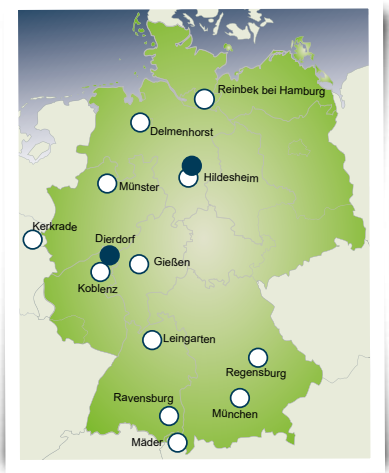 Reinbek bei Hamburg
Delmenhorst
Hildesheim
Münster
Kerkrade
Dierdorf
Gießen
Koblenz
Leingarten
Regensburg
Ravensburg
München
Mäder